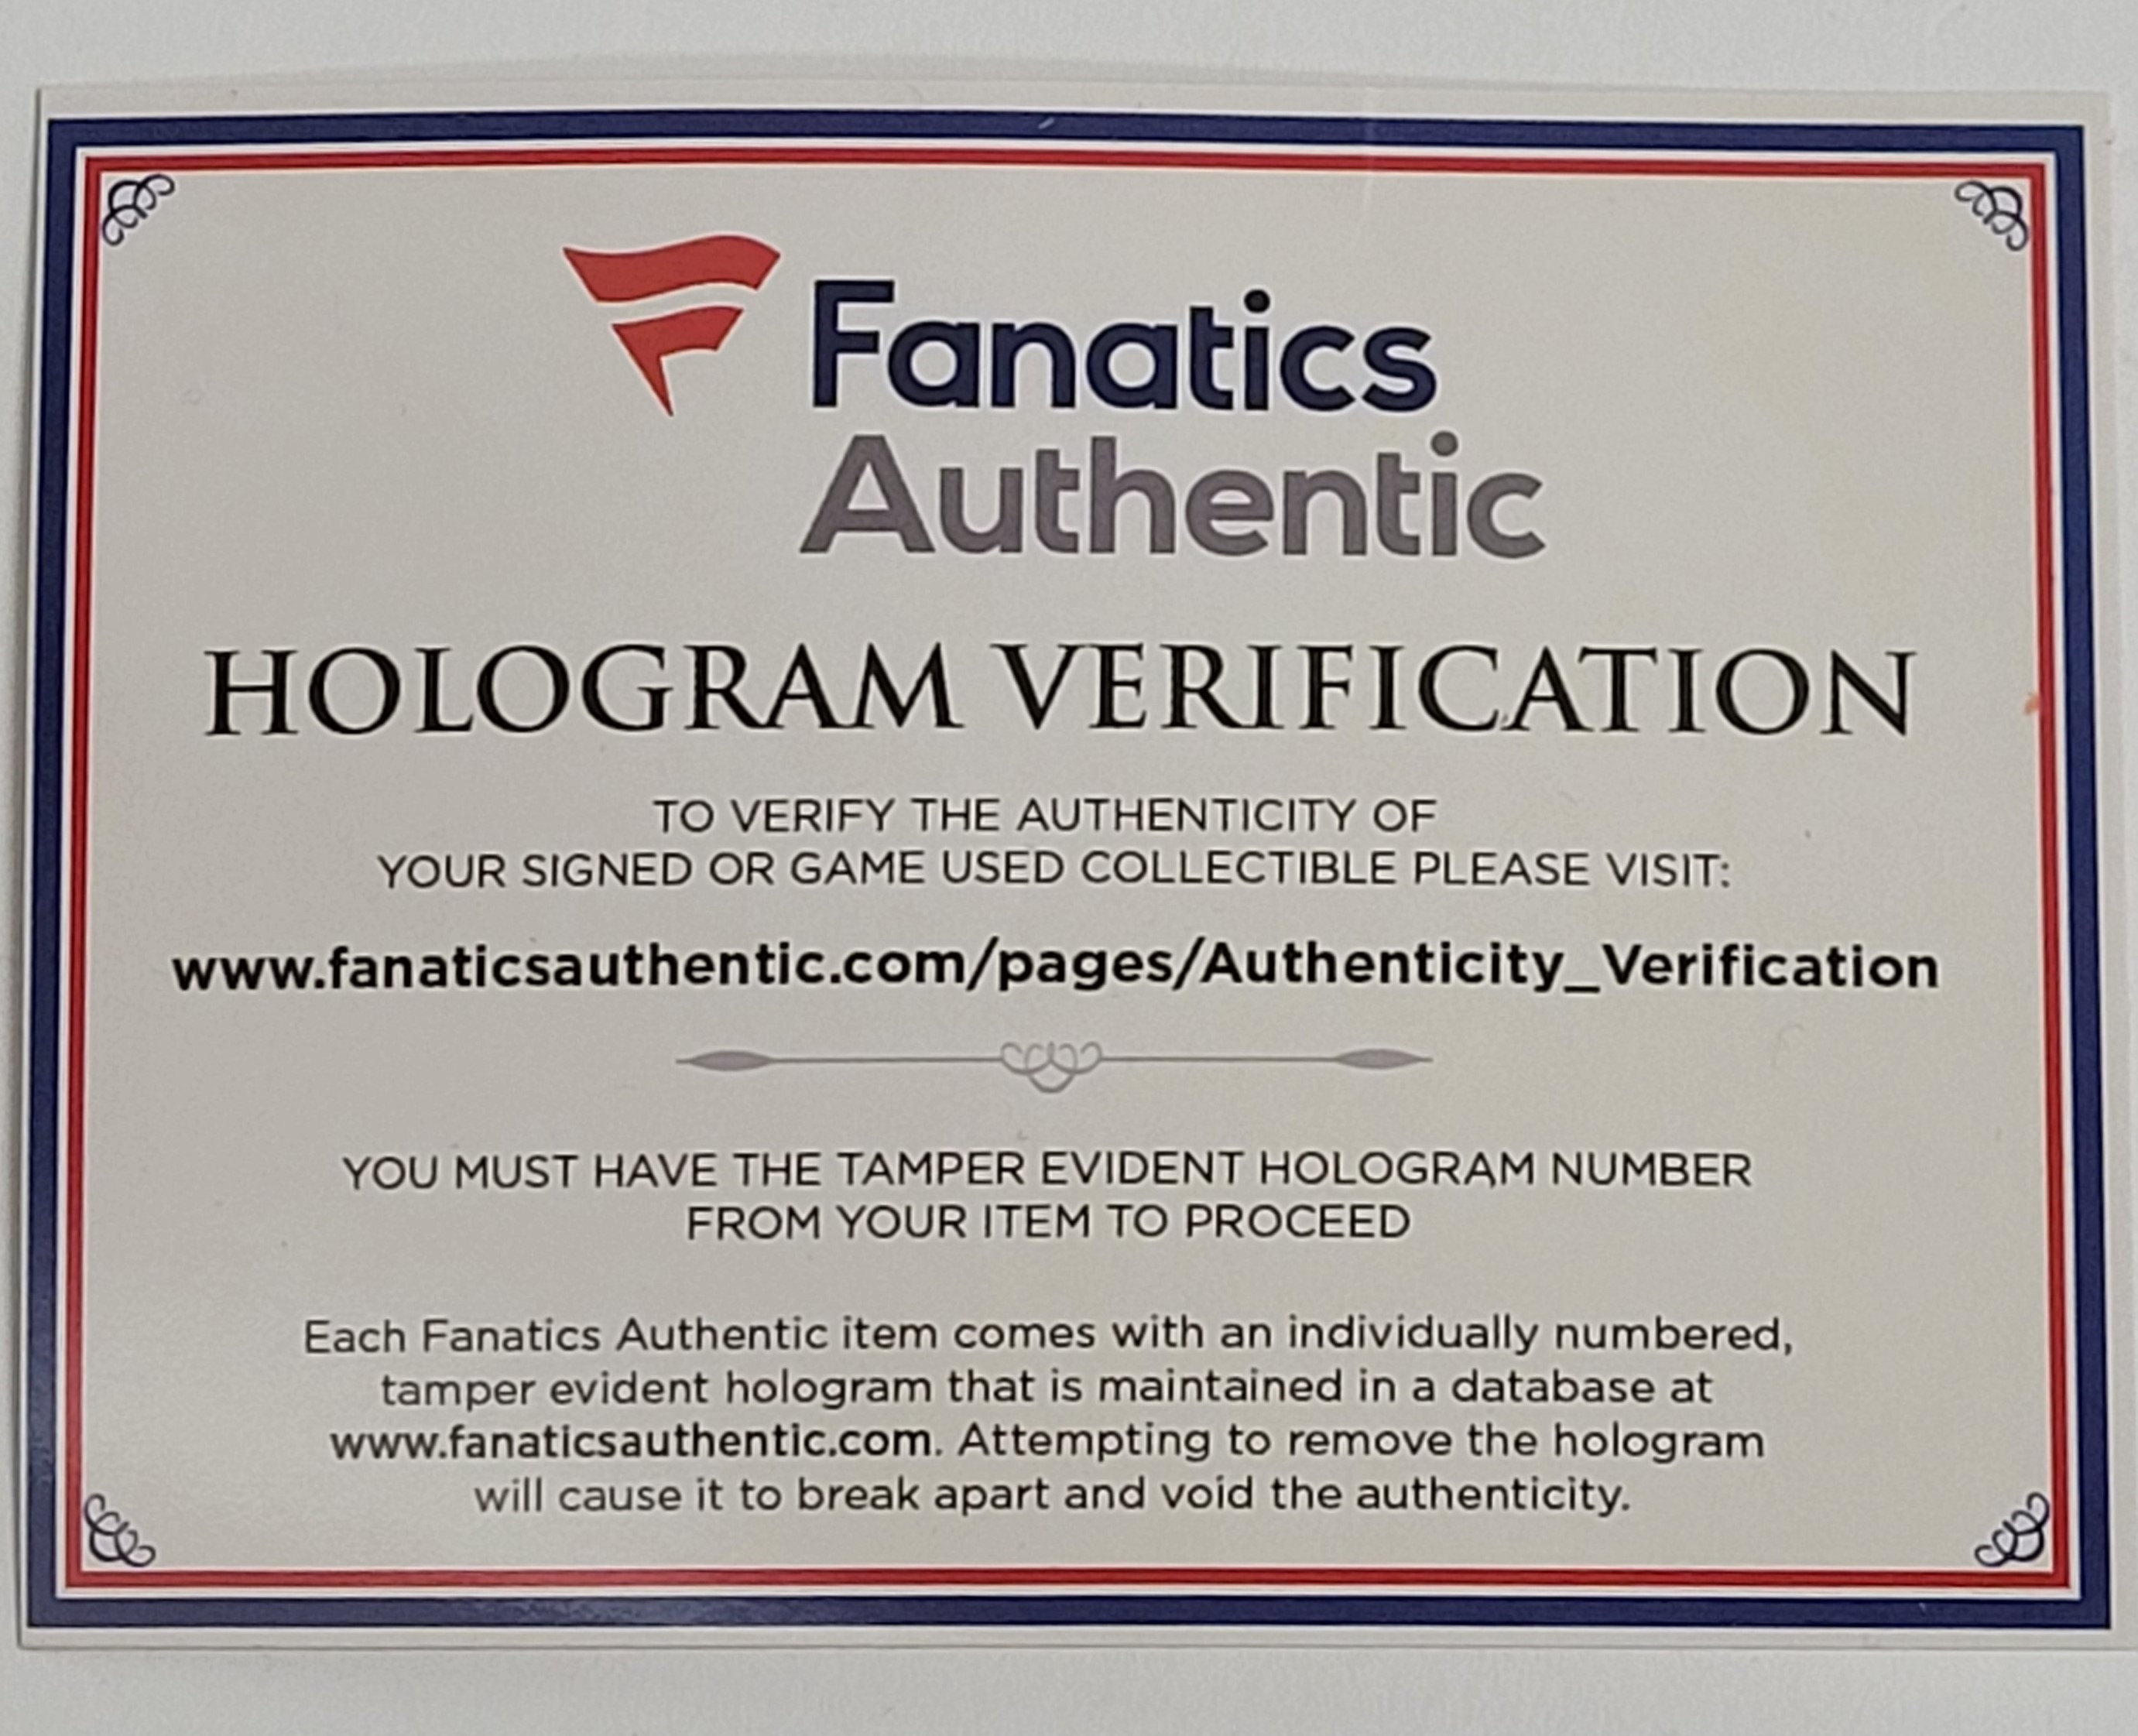 Fanatics
Authentic
HOLOGRAM VERIFICATION
TO VERIFY THE AUTHENTICITY OF
YOUR SIGNED OR GAME USED COLLECTIBLE PLEASE VISIT:
www.fanaticsauthentic.com/pages/Authenticity_Verification
YOU MUST HAVE THE TAMPER EVIDENT HOLOGRAM NUMBER
FROM YOUR ITEM TO PROCEED
Each Fanatics Authentic item comes with an individually numbered,
tamper evident hologram that is maintained in a database at
www.fanaticsauthentic.com. Attempting to remove the hologram
will cause it to break apart and void the authenticity.